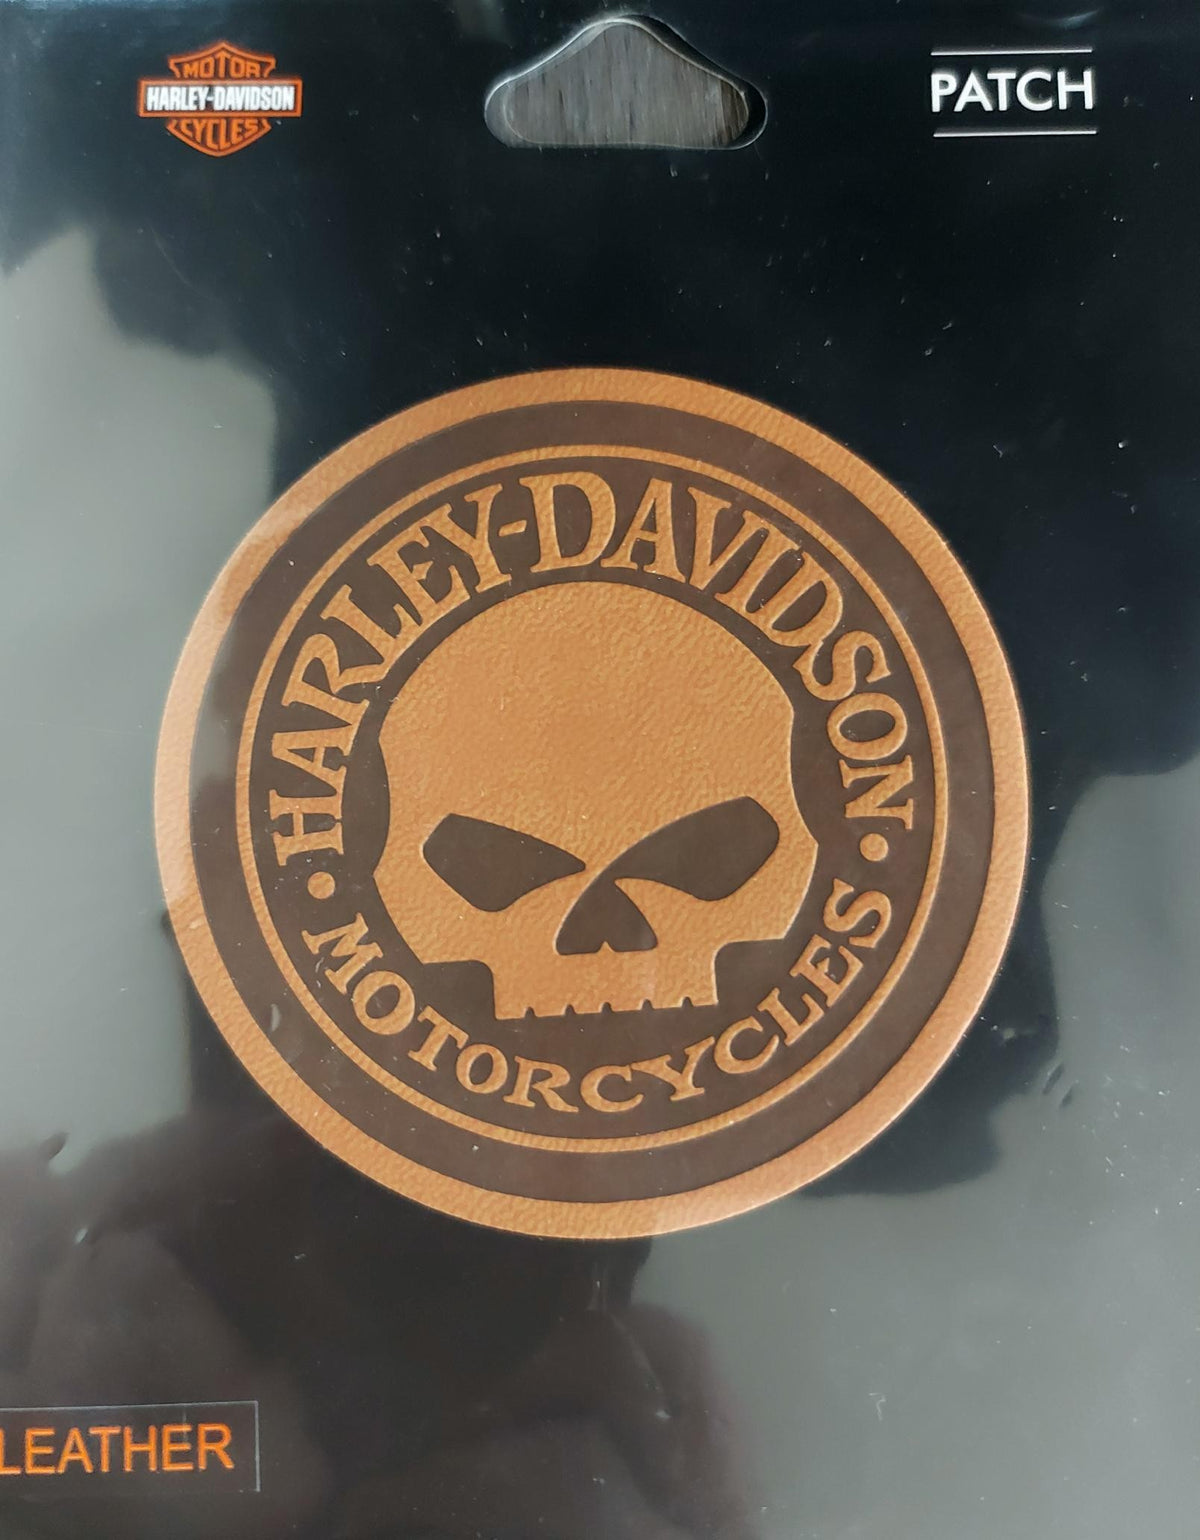 MOTOR
HARLEY-DAVIDSON
CYCLES
PATCH
HARLEY-DAVIDSON
• MOTORCYCLES •
LEATHER